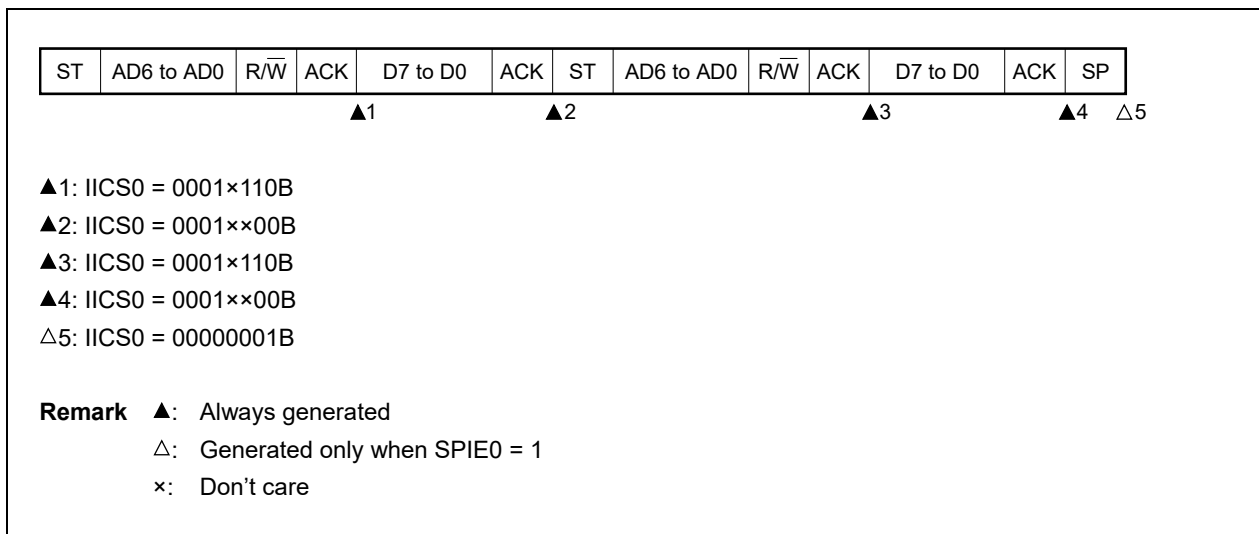 ST AD6 to AD0 R/W̅ ACK D7 to D0 ACK ST AD6 to AD0 R/W̅ ACK D7 to D0 ACK SP
▲1 ▲2 ▲3 ▲4 △5
▲1: IICS0 = 0001×110B
▲2: IICS0 = 0001××00B
▲3: IICS0 = 0001×110B
▲4: IICS0 = 0001××00B
△5: IICS0 = 00000001B
Remark ▲: Always generated
△: Generated only when SPIE0 = 1
×: Don’t care